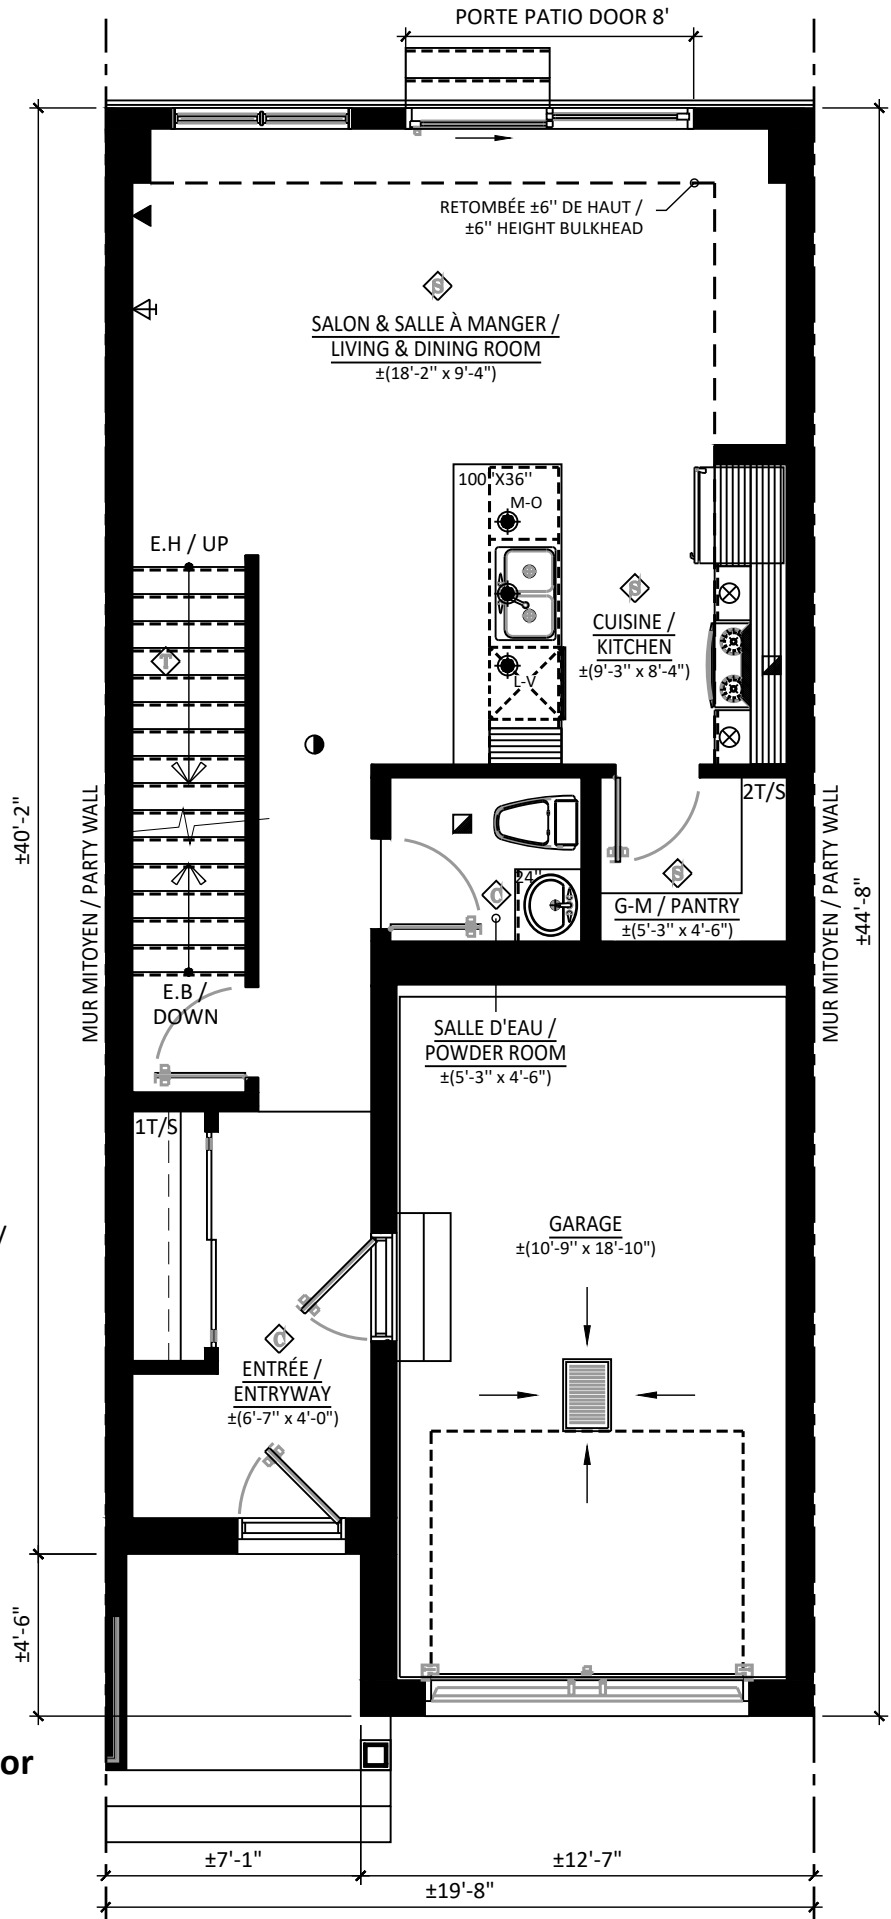 PORTE PATIO DOOR 8'
RETOMBÉE ±6'' DE HAUT /
±6'' HEIGHT BULKHEAD
S
SALON & SALLE À MANGER /
LIVING & DINING ROOM
±(18'-2'' x 9'-4")
100''X36''
M-O
E.H / UP
S
CUISINE /
KITCHEN
±(9'-3'' x 8'-4")
T
L-V
2T/S
±40'-2"
MUR MITOYEN / PARTY WALL
MUR MITOYEN / PARTY WALL
±44'-8"
24''
C
S
G-M / PANTRY
±(5'-3'' x 4'-6")
E.B /
DOWN
SALLE D'EAU /
POWDER ROOM
±(5'-3'' x 4'-6")
1T/S
/
GARAGE
±(10'-9'' x 18'-10")
C
ENTRÉE /
ENTRYWAY
±(6'-7'' x 4'-0")
±4'-6"
or
±7'-1"
±12'-7"
±19'-8"